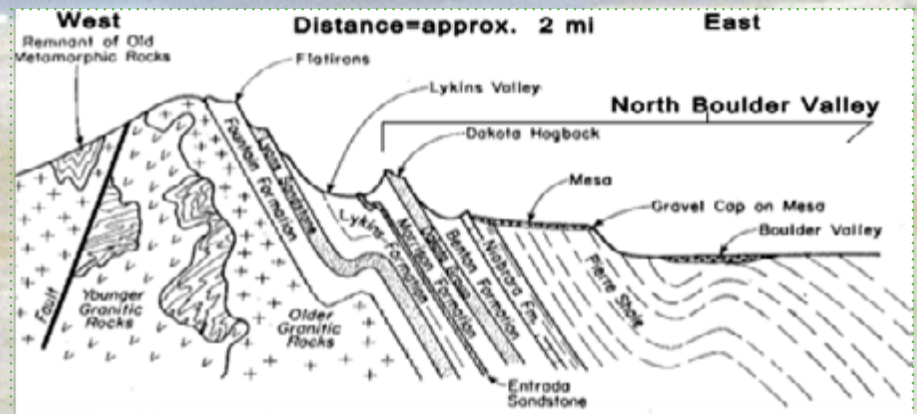 West
Distance=approx. 2 mi
East
Remnant of Old
Metamorphic Rocks
Flatirons
Lykins Valley
North Boulder Valley
Dakota Hogback
Mesa
Gravel Cap on Mesa
Boulder Valley
Fountain Formation
Lyons Sandstone
Lykins Formation
Morrison Formation
Dakota Group
Benton Formation
Niobrara Fm.
Pierre Shale
Fault
Younger
Granitic
Rocks
Older
Granitic
Rocks
Entrada
Sandstone